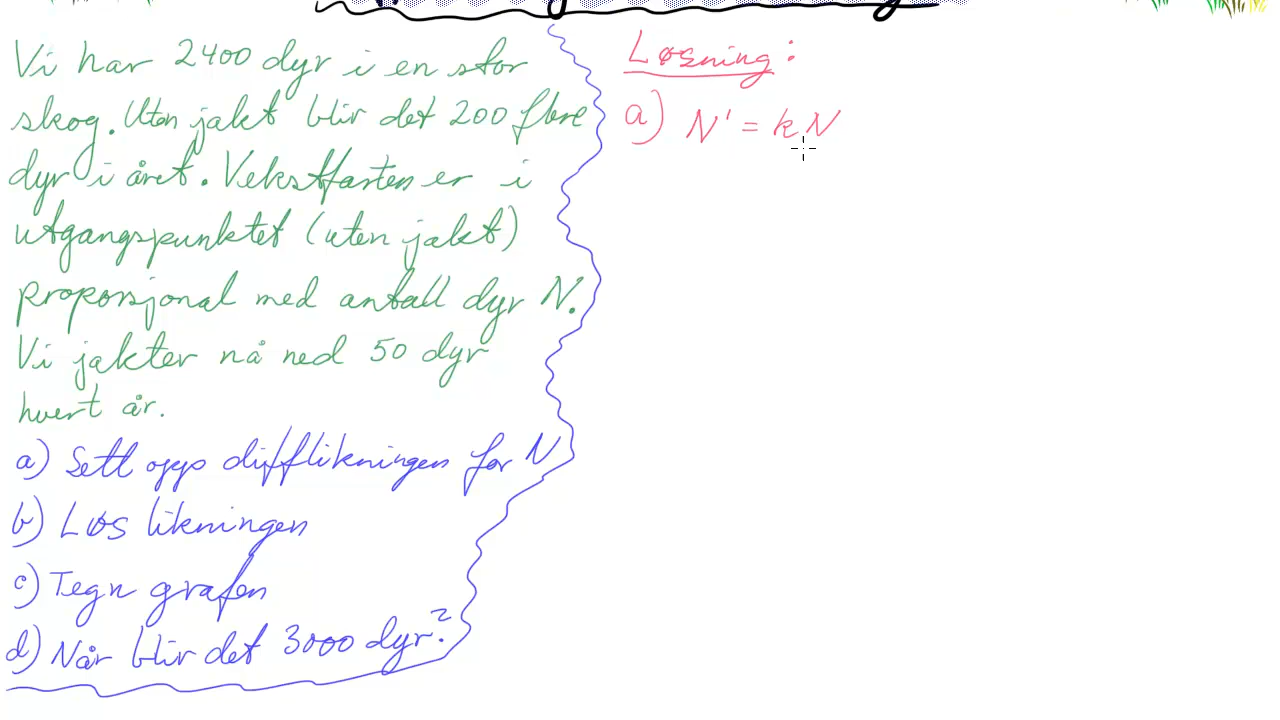 Vi har 2400 dyr i en stor
skog. Uten jakt blir det 200 flere
dyr i året. Vekstfarten er i
utgangspunktet (uten jakt)
proporsjonal med antall dyr N.
Vi jakter nå ned 50 dyr
hvert år.
a) Sett opp difflikningen for N
b) Løs likningen
c) Tegn grafen
d) Når blir det 3000 dyr?
Løsning:
a) N' = kN